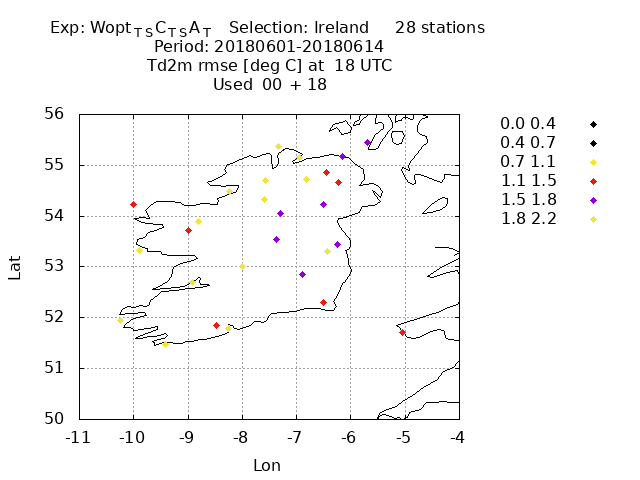 Exp: Wopt_TS C_TS A_T Selection: Ireland 28 stations
Period: 20180601-20180614
Td2m rmse [deg C] at 18 UTC
Used 00 + 18
56
55
54
53
52
51
50
-11 -10 -9 -8 -7 -6 -5 -4
Lat
Lon
0.0 0.4
0.4 0.7
0.7 1.1
1.1 1.5
1.5 1.8
1.8 2.2